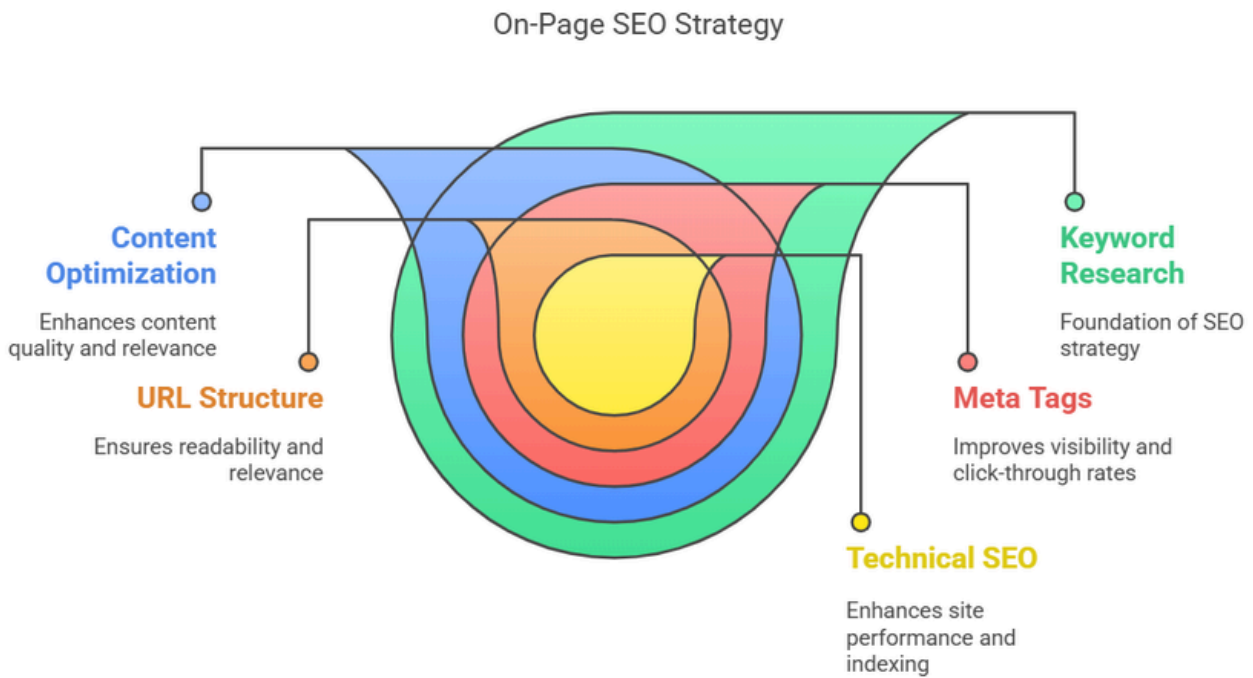 On-Page SEO Strategy
Content
Optimization
Enhances content
quality and relevance
URL Structure
Ensures readability and
relevance
Keyword
Research
Foundation of SEO
strategy
Meta Tags
Improves visibility and
click-through rates
Technical SEO
Enhances site
performance and
indexing